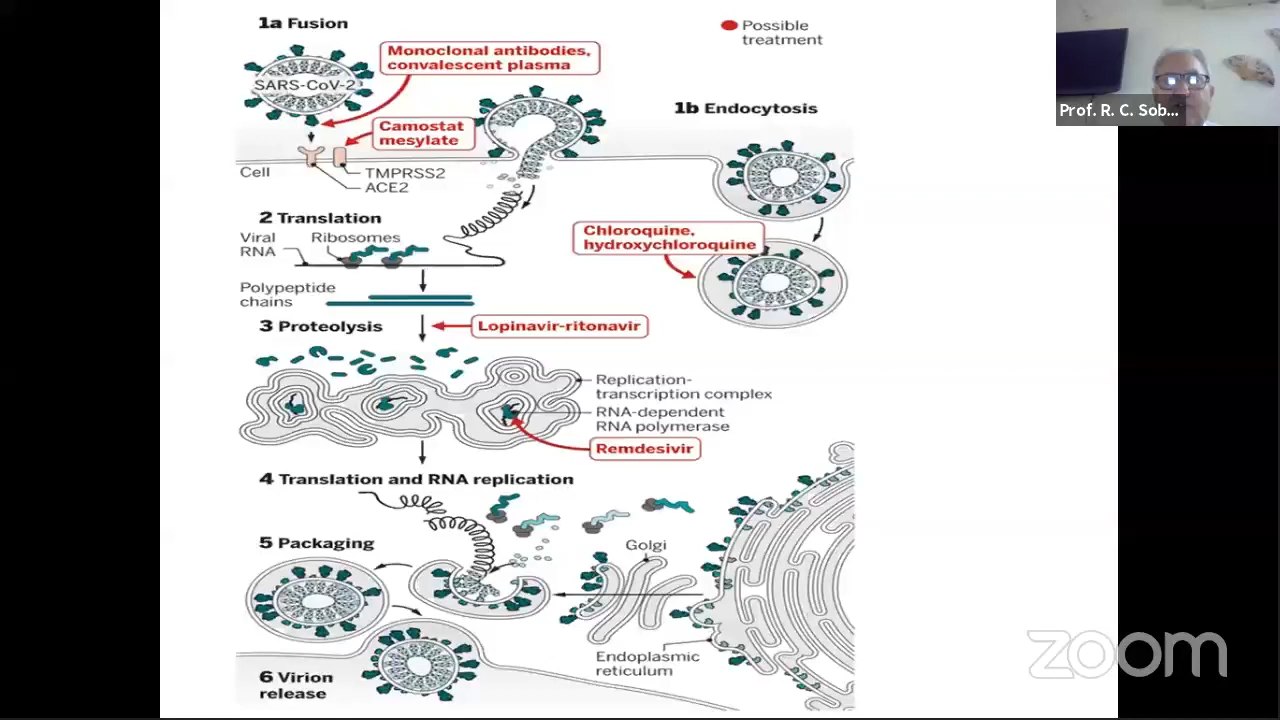 1a Fusion
Possible
treatment
Monoclonal antibodies,
convalescent plasma
SARS-CoV-2
1b Endocytosis
Prof. R. C. Sob...
Camostat
mesylate
Cell
TMPRSS2
ACE2
2 Translation
Viral
RNA
Ribosomes
Chloroquine,
hydroxychloroquine
Polypeptide
chains
3 Proteolysis
Lopinavir-ritonavir
Replication-
transcription complex
RNA-dependent
RNA polymerase
Remdesivir
4 Translation and RNA replication
5 Packaging
Golgi
Endoplasmic
reticulum
6 Virion
release
zoom